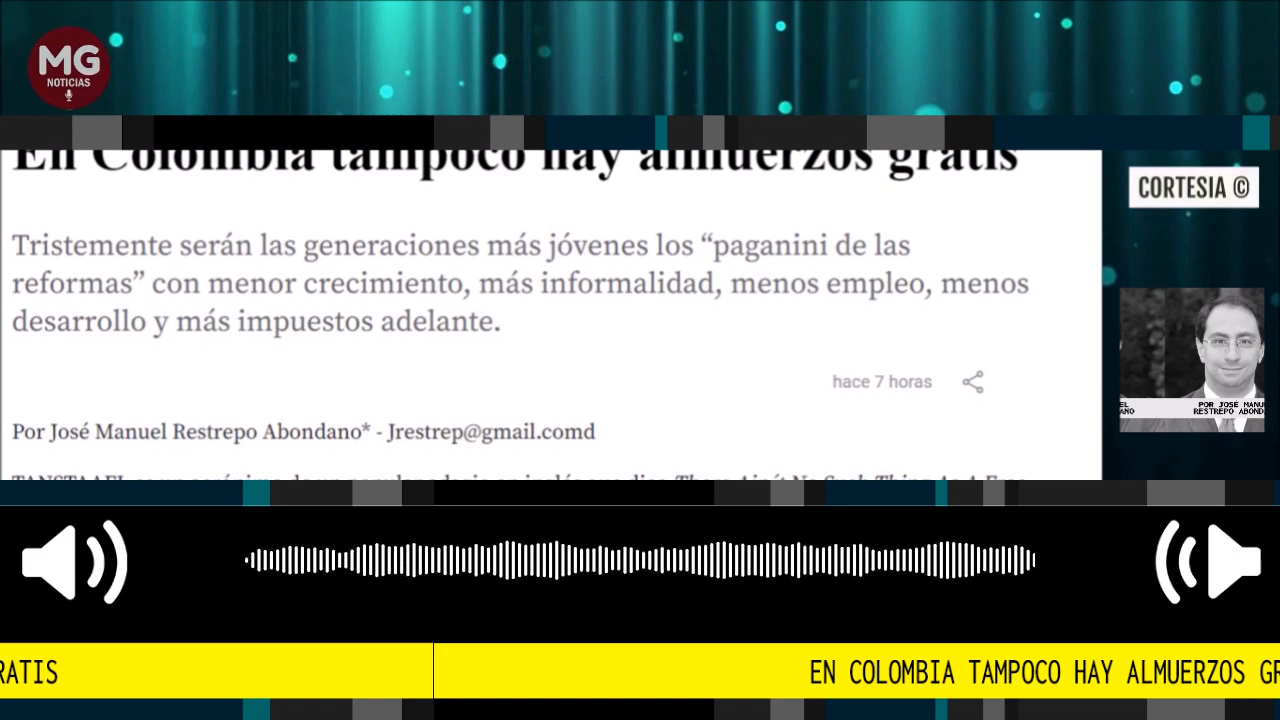 MG
NOTICIAS
En Colombia tampoco hay almuerzos gratis
CORTESIA ©
Tristemente serán las generaciones más jóvenes los “paganini de las
reformas” con menor crecimiento, más informalidad, menos empleo, menos
desarrollo y más impuestos adelante.
hace 7 horas
POR JOSÉ MANU
RESTREPO ABOND
Por José Manuel Restrepo Abondano* - Jrestrep@gmail.comd
RATIS
EN COLOMBIA TAMPOCO HAY ALMUERZOS GR